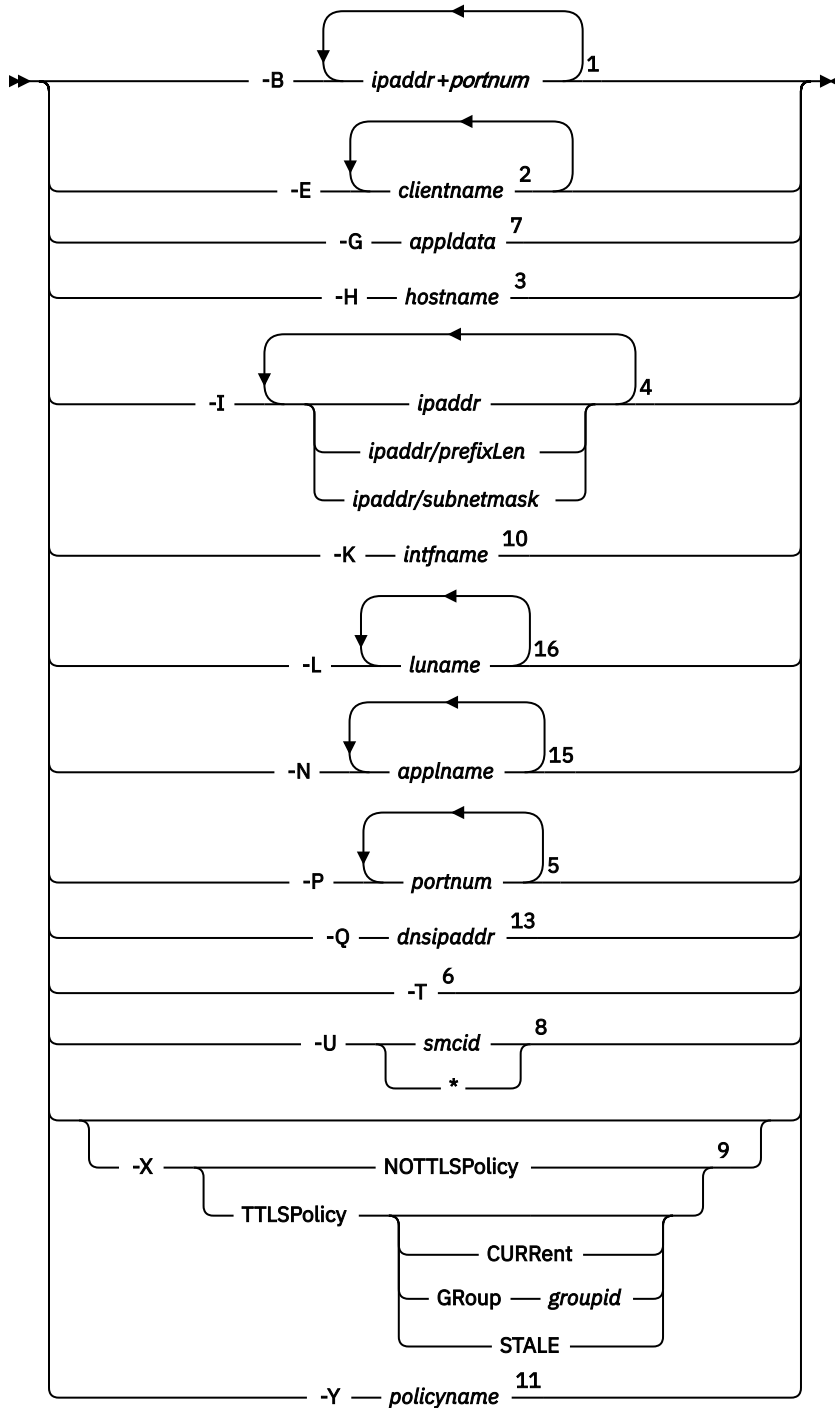 -B ipaddr+portnum 1
-E clientname 2
-G appldata 7
-H hostname 3
-I ipaddr 4
ipaddr/prefixLen
ipaddr/subnetmask
-K intfname 10
-L luname 16
-N applname 15
-P portnum 5
-Q dnsipaddr 13
-T 6
-U smcid 8
*
-X NOTTLSPolicy 9
TTLSPolicy
CURRent
GRoup groupid
STALE
-Y policyname 11